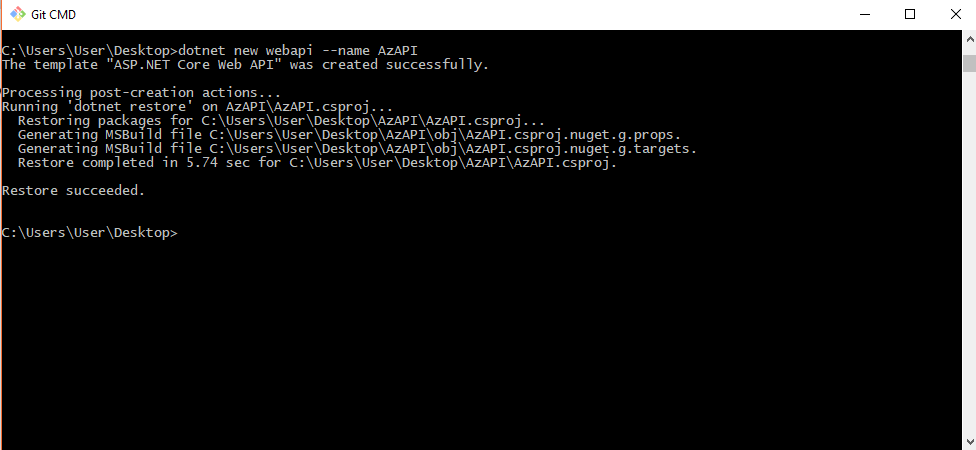 Git CMD
C:\Users\User\Desktop>dotnet new webapi --name AzAPI
The template "ASP.NET Core Web API" was created successfully.
Processing post-creation actions...
Running 'dotnet restore' on AzAPI\AzAPI.csproj...
  Restoring packages for C:\Users\User\Desktop\AzAPI\AzAPI.csproj...
  Generating MSBuild file C:\Users\User\Desktop\AzAPI\obj\AzAPI.csproj.nuget.g.props.
  Generating MSBuild file C:\Users\User\Desktop\AzAPI\obj\AzAPI.csproj.nuget.g.targets.
  Restore completed in 5.74 sec for C:\Users\User\Desktop\AzAPI\AzAPI.csproj.
Restore succeeded.
C:\Users\User\Desktop>